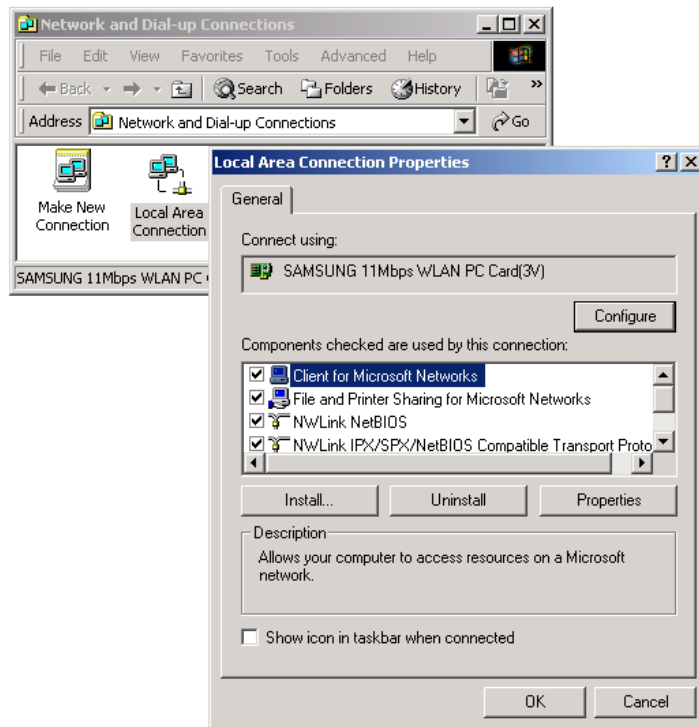 Network and Dial-up Connections
File Edit View Favorites Tools Advanced Help
Back Search Folders History »
Address Network and Dial-up Connections Go
Make New
Connection
Local Area
Connection
SAMSUNG 11Mbps WLAN PC
Local Area Connection Properties
General
Connect using:
SAMSUNG 11Mbps WLAN PC Card(3V)
Configure
Components checked are used by this connection:
Client for Microsoft Networks
File and Printer Sharing for Microsoft Networks
NWLink NetBIOS
NWLink IPX/SPX/NetBIOS Compatible Transport Proto
Install... Uninstall Properties
Description
Allows your computer to access resources on a Microsoft
network.
Show icon in taskbar when connected
OK Cancel